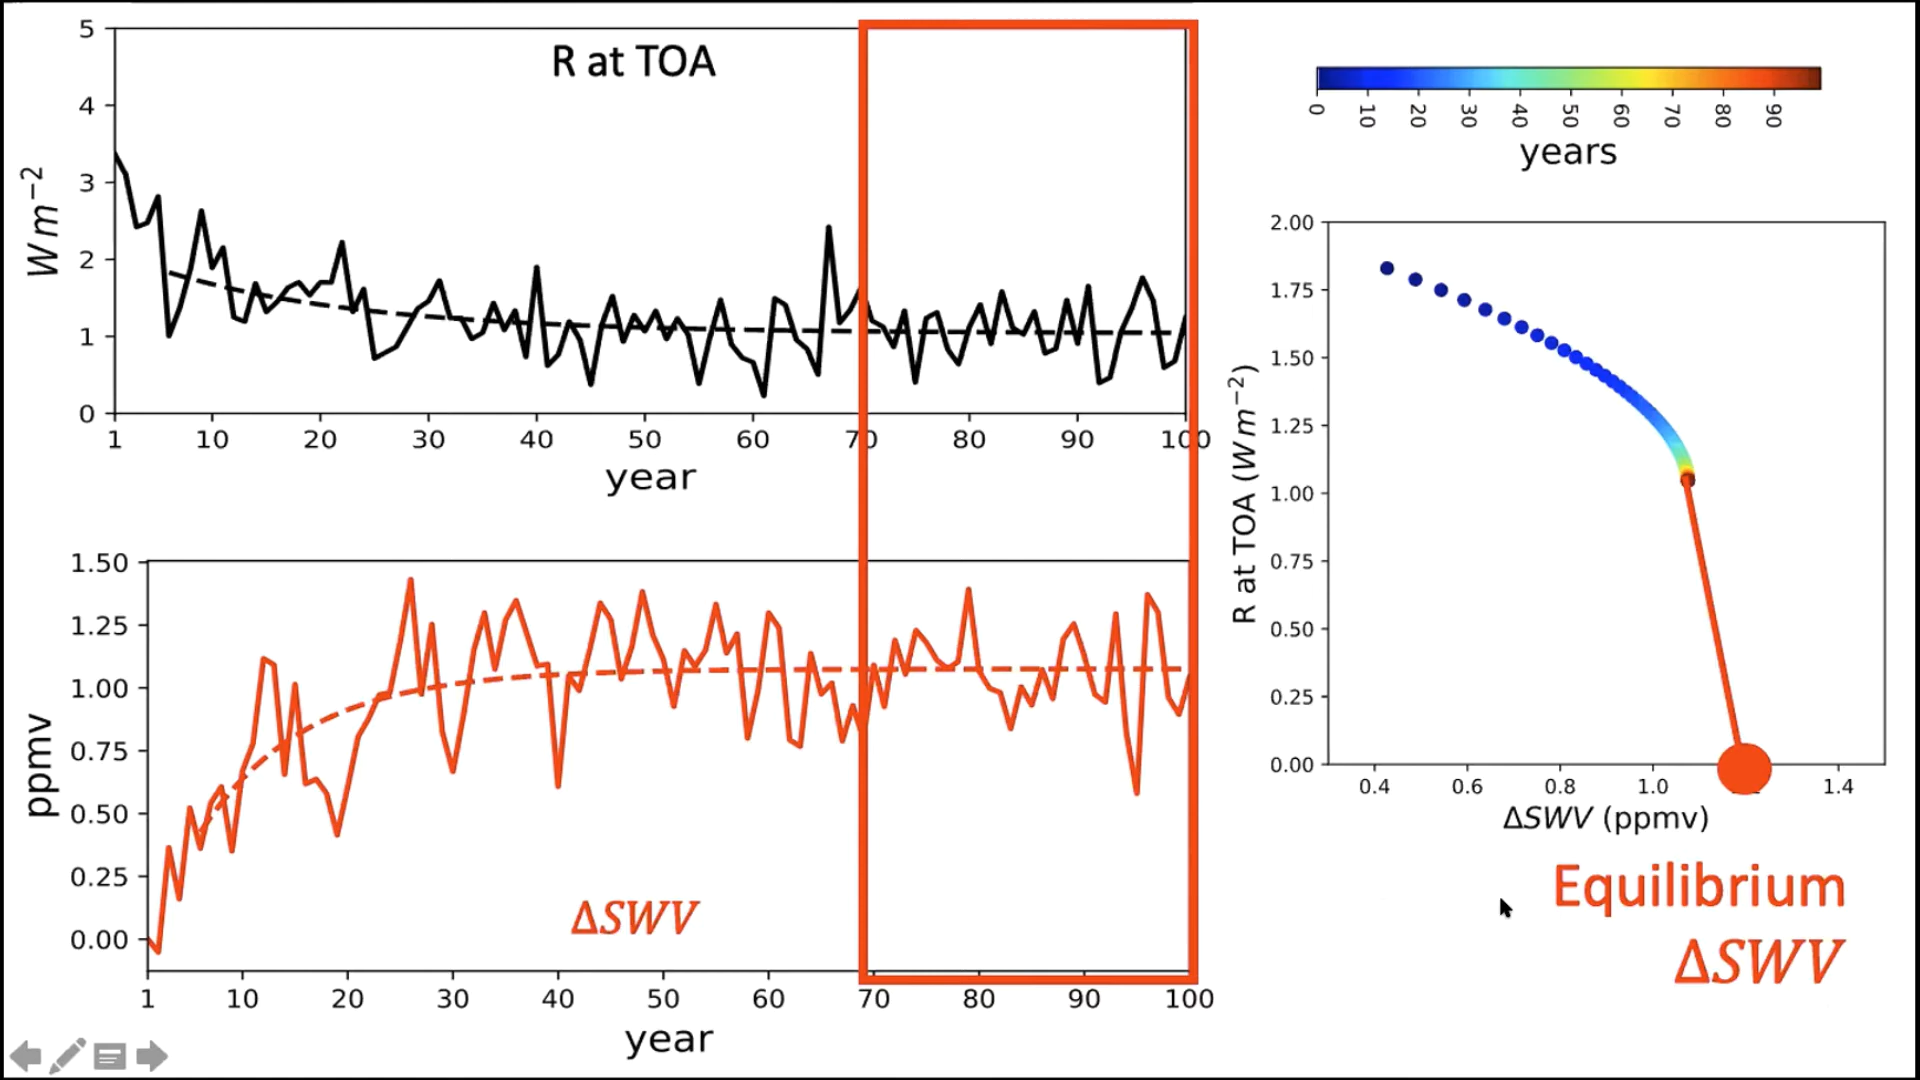 R at TOA
5
4
3
2
1
0
W m⁻²
1 10 20 30 40 50 60 70 80 90 100
year
1.50
1.25
1.00
0.75
0.50
0.25
0.00
ppmv
ΔSWV
1 10 20 30 40 50 60 70 80 90 100
year
0 10 20 30 40 50 60 70 80 90
years
2.00
1.75
1.50
1.25
1.00
0.75
0.50
0.25
0.00
R at TOA (Wm⁻²)
0.4 0.6 0.8 1.0 1.4
ΔSWV (ppmv)
Equilibrium
ΔSWV